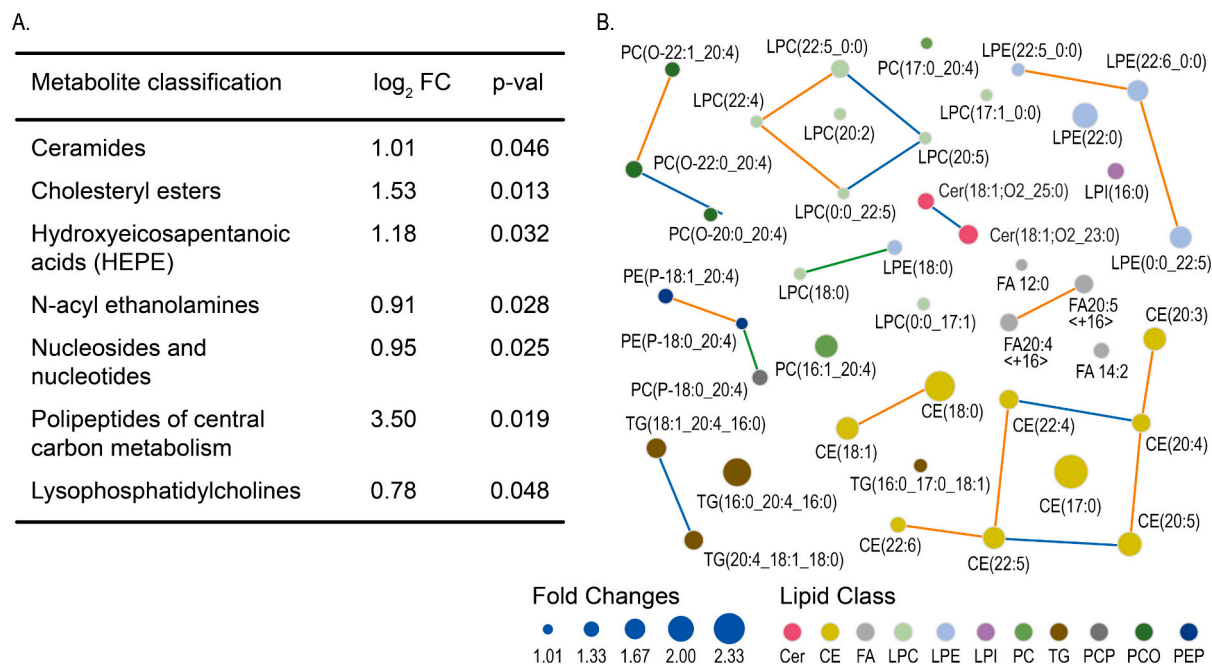 A.
Metabolite classification log2 FC p-val
Ceramides 1.01 0.046
Cholesteryl esters 1.53 0.013
Hydroxyeicosapentanoic
acids (HEPE) 1.18 0.032
N-acyl ethanolamines 0.91 0.028
Nucleosides and
nucleotides 0.95 0.025
Polipeptides of central
carbon metabolism 3.50 0.019
Lysophosphatidylcholines 0.78 0.048
B.
PC(O-22:1_20:4)
LPC(22:5_0:0)
PC(17:0_20:4)
LPE(22:5_0:0)
LPE(22:6_0:0)
LPC(22:4)
LPC(20:2)
LPC(17:1_0:0)
LPE(22:0)
LPC(20:5)
PC(O-22:0_20:4)
LPI(16:0)
Cer(18:1;O2_25:0)
LPC(0:0_22:5)
PC(O-20:0_20:4)
Cer(18:1;O2_23:0)
LPE(0:0_22:5)
PE(P-18:1_20:4)
LPE(18:0)
LPC(18:0)
FA 12:0
FA20:5
<+16>
CE(20:3)
LPC(0:0_17:1)
PE(P-18:0_20:4)
FA20:4
<+16>
FA 14:2
PC(16:1_20:4)
PC(P-18:0_20:4)
CE(18:0)
TG(18:1_20:4_16:0)
CE(22:4)
CE(20:4)
CE(18:1)
TG(16:0_17:0_18:1)
TG(16:0_20:4_16:0)
CE(17:0)
CE(20:5)
CE(22:6)
CE(22:5)
TG(20:4_18:1_18:0)
Fold Changes
1.01 1.33 1.67 2.00 2.33
Lipid Class
Cer CE FA LPC LPE LPI PC TG PCP PCO PEP